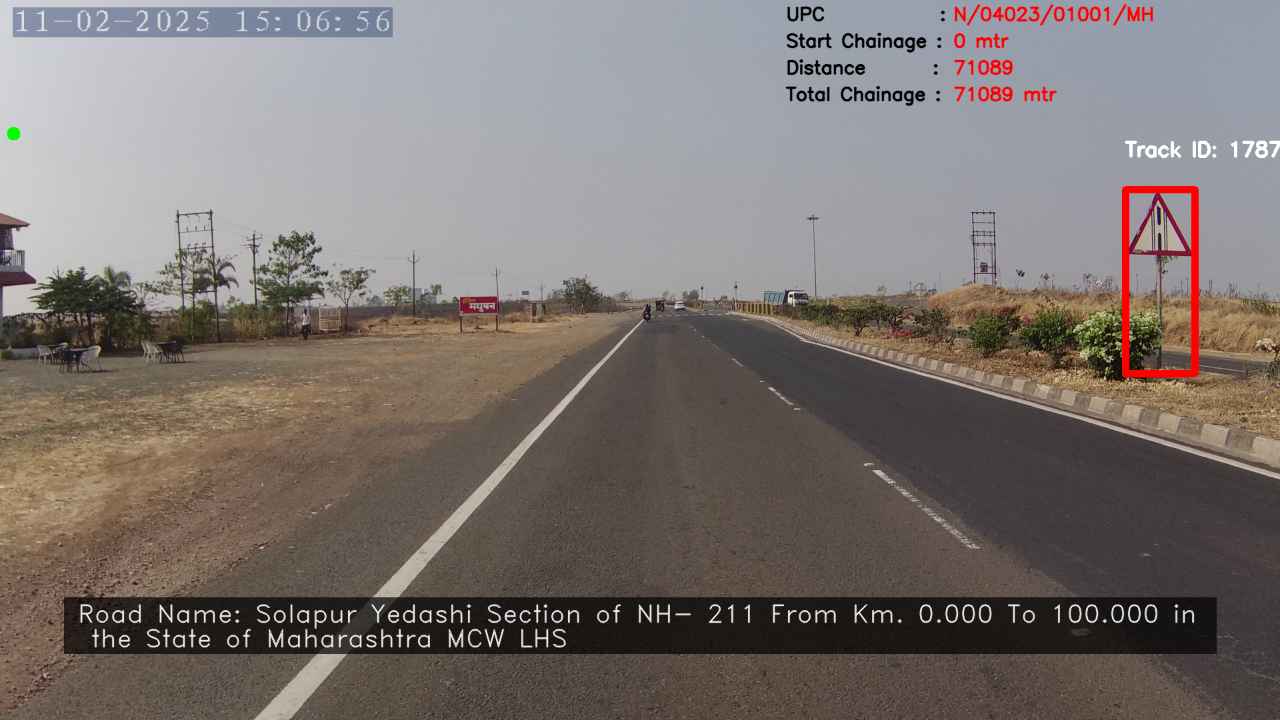 11-02-2025 15:06:56
UPC : N/04023/01001/MH
Start Chainage : 0 mtr
Distance : 71089
Total Chainage : 71089 mtr
Track ID: 1787
मधुबन
Road Name: Solapur Yedashi Section of NH- 211 From Km. 0.000 To 100.000 in
the State of Maharashtra MCW LHS